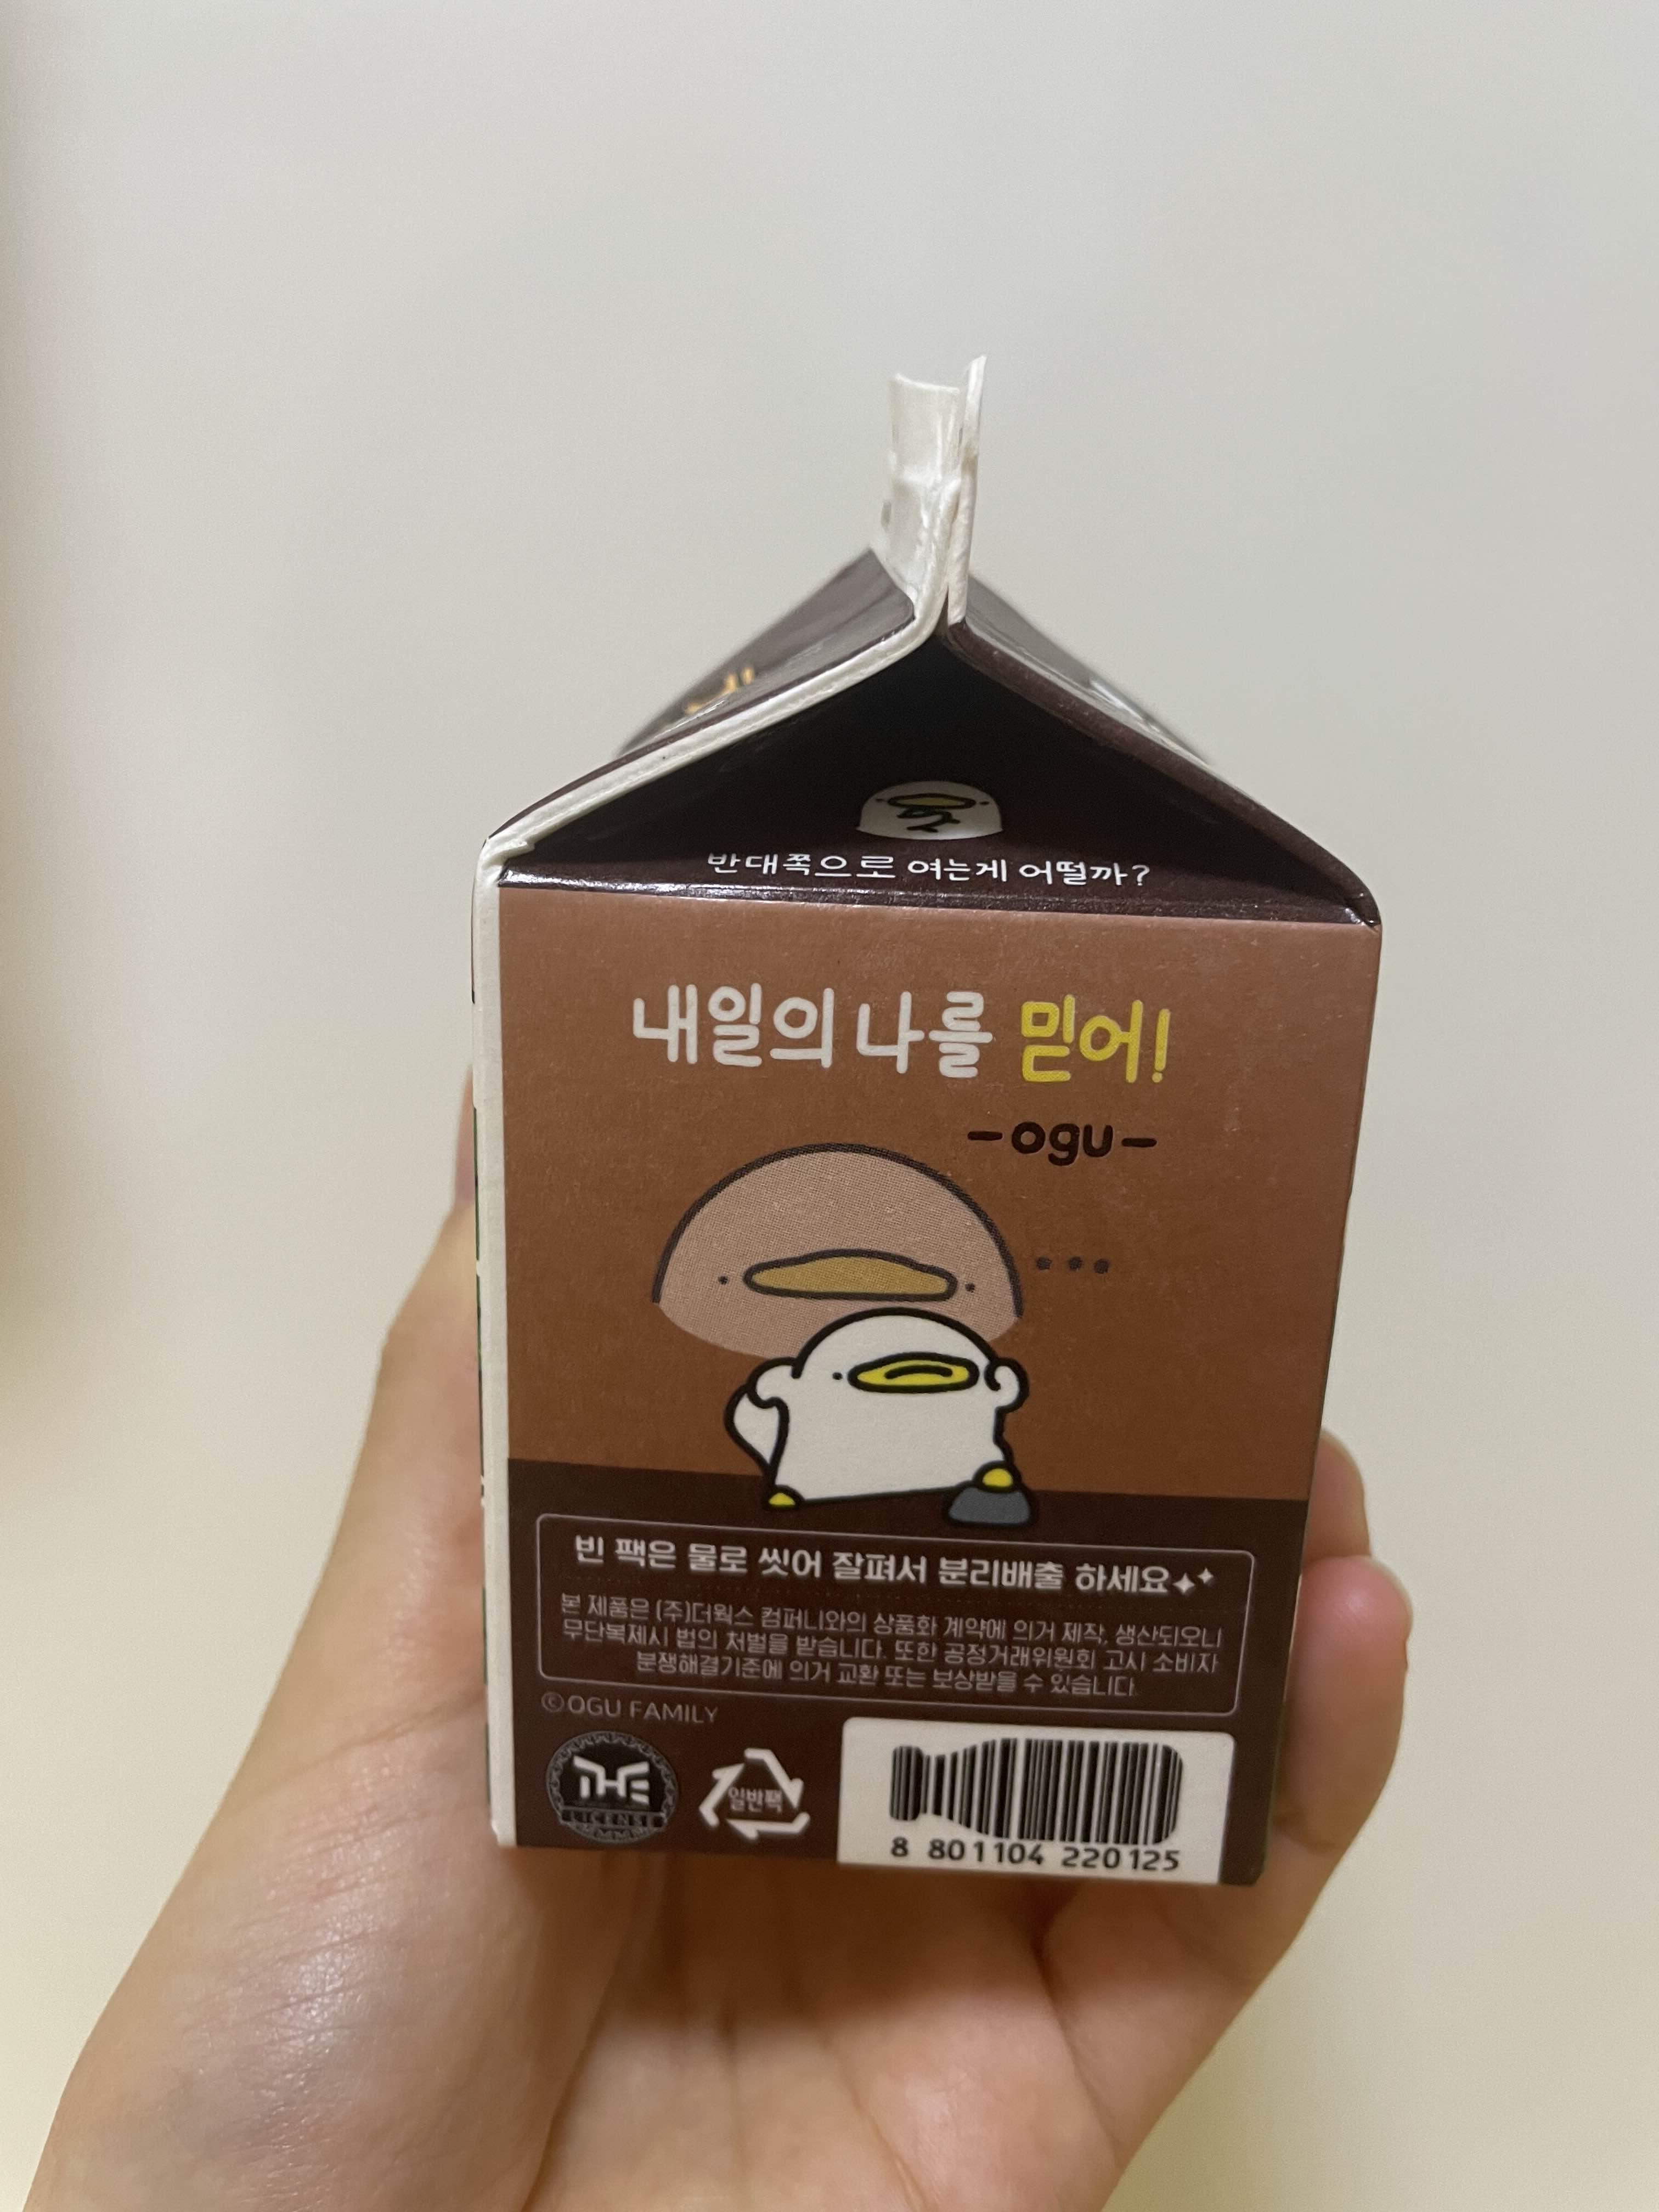 반대쪽으로 여는게 어떨까?
내일의 나를 믿어!
-ogu-
빈 팩은 물로 씻어 잘펴서 분리배출 하세요
본 제품은 (주)더웍스 컴퍼니와의 상품화 계약에 의거 제작, 생산되오니
무단복제시 법의 처벌을 받습니다. 또한 공정거래위원회 고시 소비자
분쟁해결기준에 의거 교환 또는 보상받을 수 있습니다.
©OGU FAMILY
THE
LICENSE
일반팩
8 801104 220125